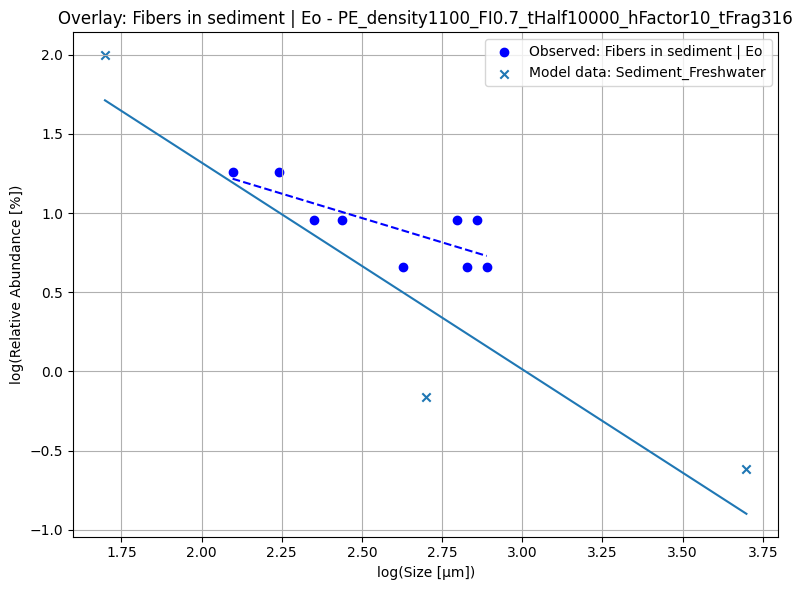 Overlay: Fibers in sediment | Eo - PE_density1100_FI0.7_tHalf10000_hFactor10_tFrag316
Observed: Fibers in sediment | Eo
Model data: Sediment_Freshwater
log(Relative Abundance [%])
2.0
1.5
1.0
0.5
0.0
−0.5
−1.0
1.75 2.00 2.25 2.50 2.75 3.00 3.25 3.50 3.75
log(Size [µm])